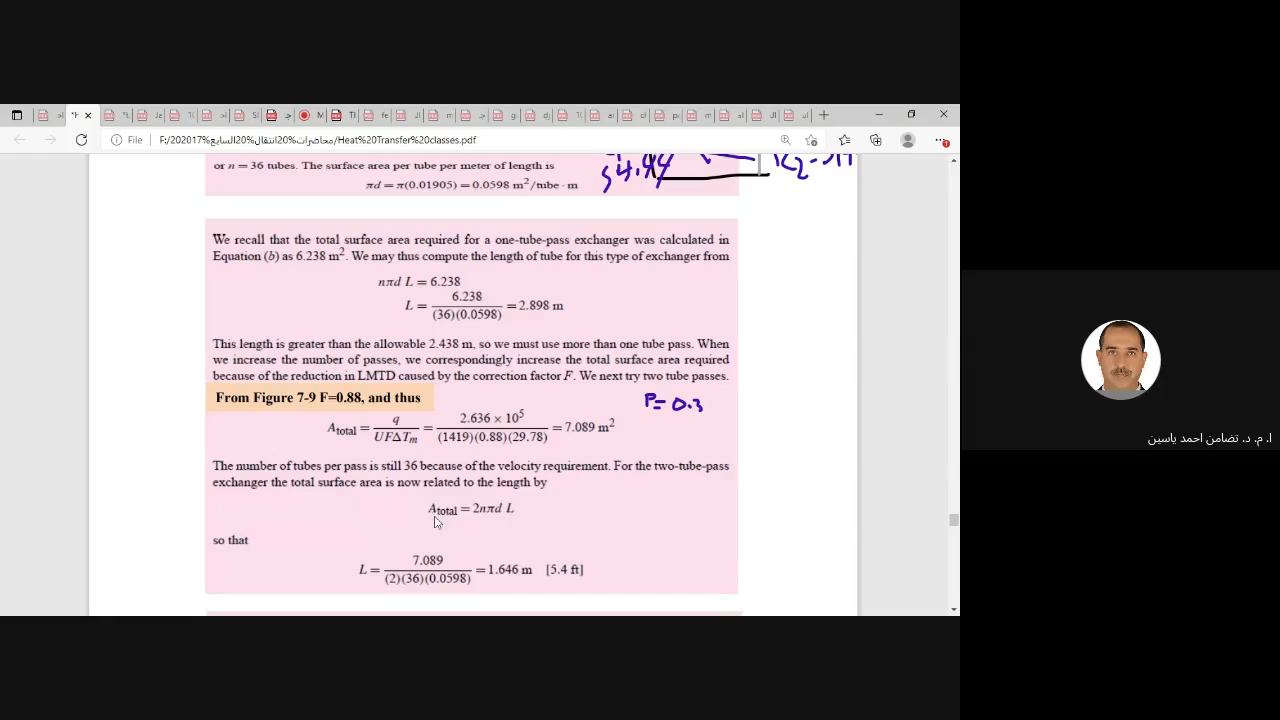 File | F:/202017%السابع%20انتقال%20محاضرات/Heat%20Transfer%20classes.pdf
or n = 36 tubes. The surface area per tube per meter of length is
πd = π(0.01905) = 0.0598 m²/tube · m
54.44
We recall that the total surface area required for a one-tube-pass exchanger was calculated in
Equation (b) as 6.238 m². We may thus compute the length of tube for this type of exchanger from
nπd L = 6.238
L = 6.238 / (36)(0.0598) = 2.898 m
This length is greater than the allowable 2.438 m, so we must use more than one tube pass. When
we increase the number of passes, we correspondingly increase the total surface area required
because of the reduction in LMTD caused by the correction factor F. We next try two tube passes.
From Figure 7-9 F=0.88, and thus
P= 0.3
A total = q / UFΔTm = 2.636 × 10⁵ / (1419)(0.88)(29.78) = 7.089 m²
The number of tubes per pass is still 36 because of the velocity requirement. For the two-tube-pass
exchanger the total surface area is now related to the length by
A total = 2nπd L
so that
L = 7.089 / (2)(36)(0.0598) = 1.646 m [5.4 ft]
ا. م. د. تضامن احمد ياسين